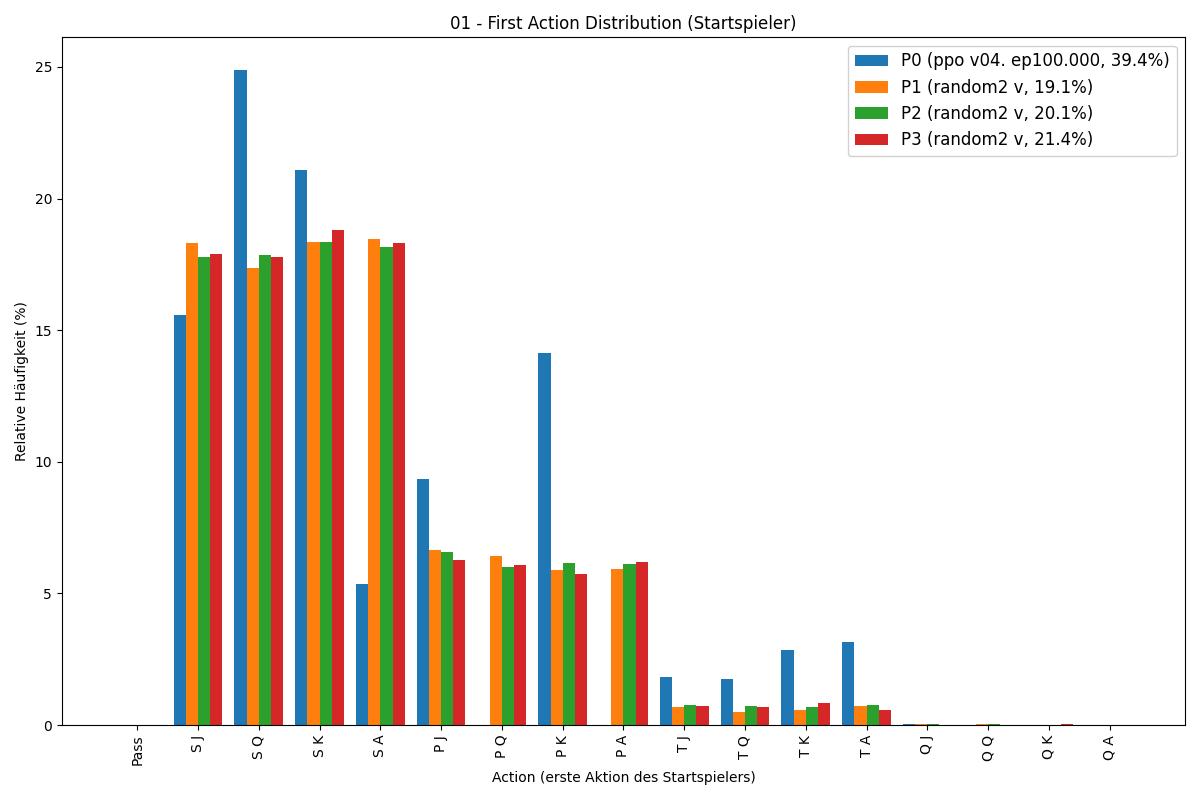 01 - First Action Distribution (Startspieler)
P0 (ppo v04. ep100.000, 39.4%)
P1 (random2 v, 19.1%)
P2 (random2 v, 20.1%)
P3 (random2 v, 21.4%)
Relative Häufigkeit (%)
25
20
15
10
5
0
Pass
S J
S Q
S K
S A
P J
P Q
P K
P A
T J
T Q
T K
T A
Q J
Q Q
Q K
Q A
Action (erste Aktion des Startspielers)